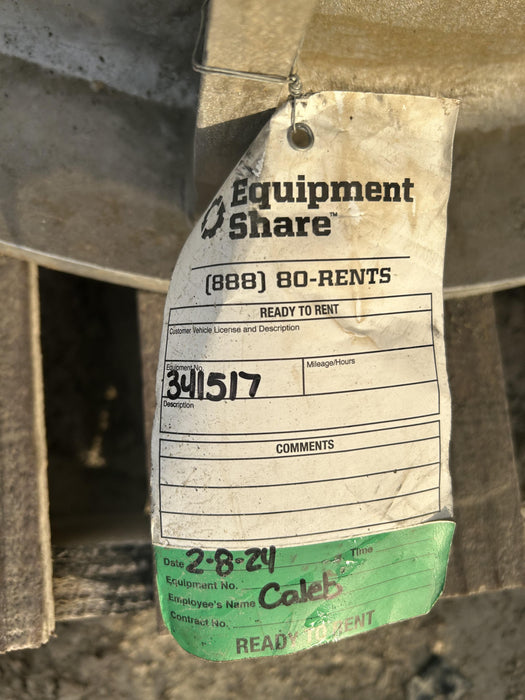 Equipment
Share™
(888) 80-RENTS
READY TO RENT
Customer Vehicle License and Description
Equipment No.
Mileage/Hours
341517
Description
COMMENTS
Date 2-8-24 Time
Equipment No.
Employee's Name Caleb
Contract No.
READY TO RENT